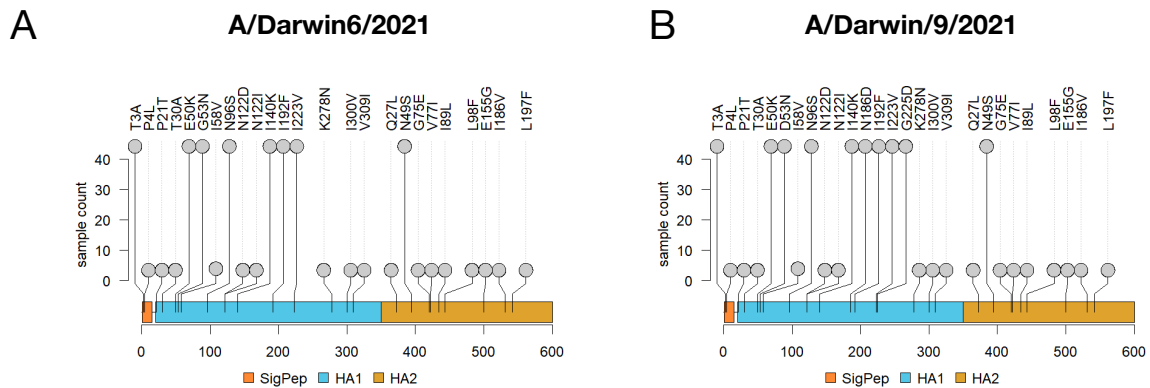 A
A/Darwin6/2021
T3A
P4L
P21T
T30A
E50K
G53N
I58V
N96S
N122D
N122I
I140K
I192F
I223V
K278N
I300V
V309I
Q27L
N49S
G75E
V77I
I89L
L98F
E155G
I186V
L197F
sample count
40
30
20
10
0
0 100 200 300 400 500 600
SigPep HA1 HA2
B
A/Darwin/9/2021
T3A
P4L
P21T
T30A
E50K
D53N
I58V
N96S
N122D
N122I
I140K
N186D
I192F
I223V
G225D
K278N
I300V
V309I
Q27L
N49S
G75E
V77I
I89L
L98F
E155G
I186V
L197F
sample count
40
30
20
10
0
0 100 200 300 400 500 600
SigPep HA1 HA2